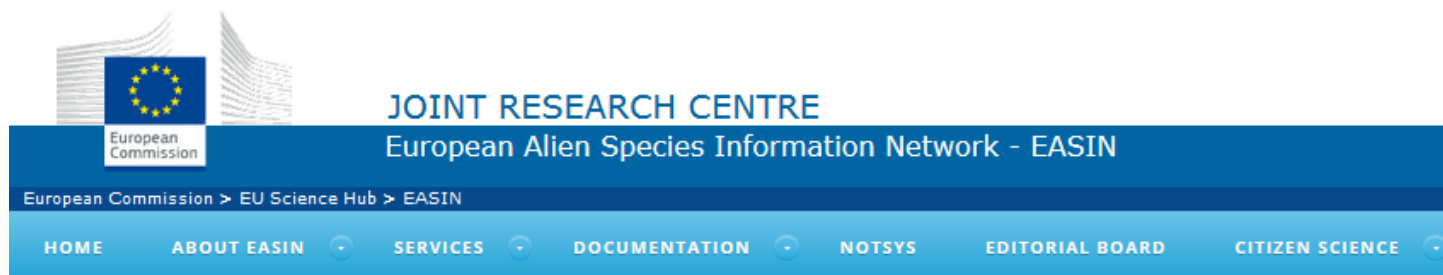 JOINT RESEARCH CENTRE
European
Commission
European Alien Species Information Network - EASIN
European Commission > EU Science Hub > EASIN
HOME ABOUT EASIN SERVICES DOCUMENTATION NOTSYS EDITORIAL BOARD CITIZEN SCIENCE